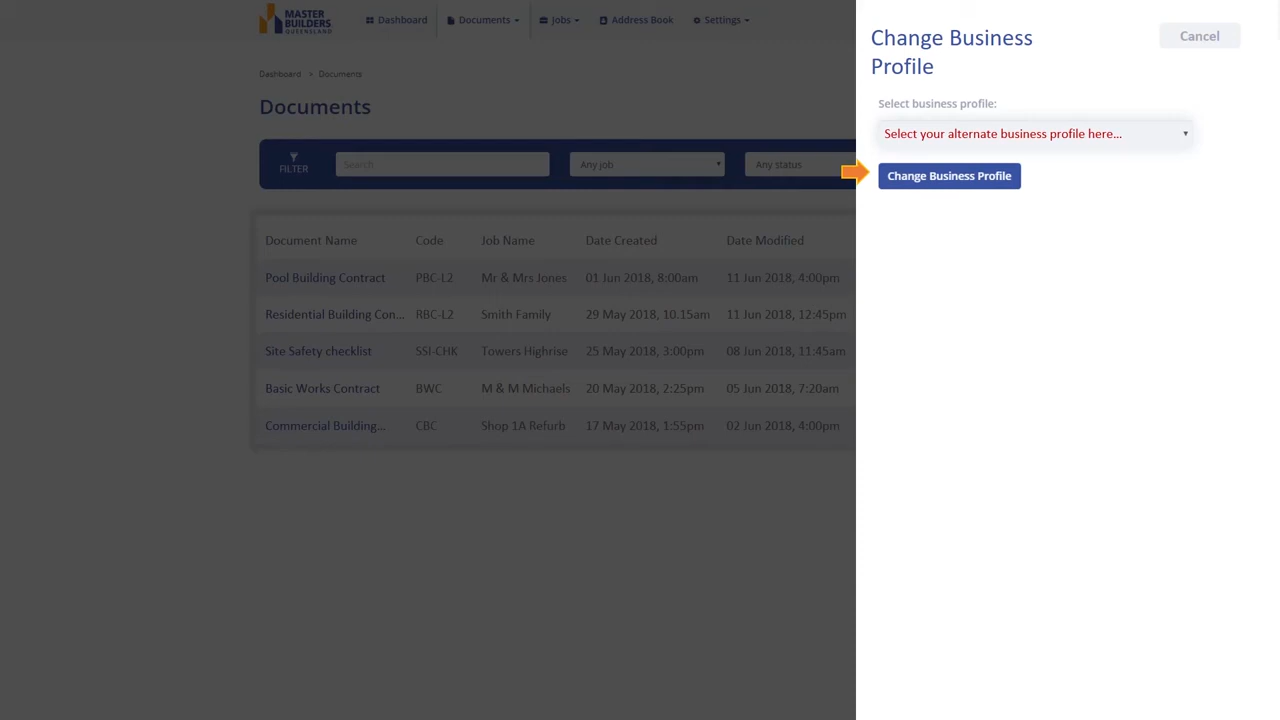 MASTER
BUILDERS
QUEENSLAND
Dashboard
Documents
Jobs
Address Book
Settings
Dashboard > Documents
Documents
FILTER
Search
Any job
Any status
Document Name Code Job Name Date Created Date Modified
Pool Building Contract PBC-L2 Mr & Mrs Jones 01 Jun 2018, 8:00am 11 Jun 2018, 4:00pm
Residential Building Con... RBC-L2 Smith Family 29 May 2018, 10.15am 11 Jun 2018, 12:45pm
Site Safety checklist SSI-CHK Towers Highrise 25 May 2018, 3:00pm 08 Jun 2018, 11:45am
Basic Works Contract BWC M & M Michaels 20 May 2018, 2:25pm 05 Jun 2018, 7:20am
Commercial Building... CBC Shop 1A Refurb 17 May 2018, 1:55pm 02 Jun 2018, 4:00pm
Change Business
Profile
Cancel
Select business profile:
Select your alternate business profile here...
Change Business Profile